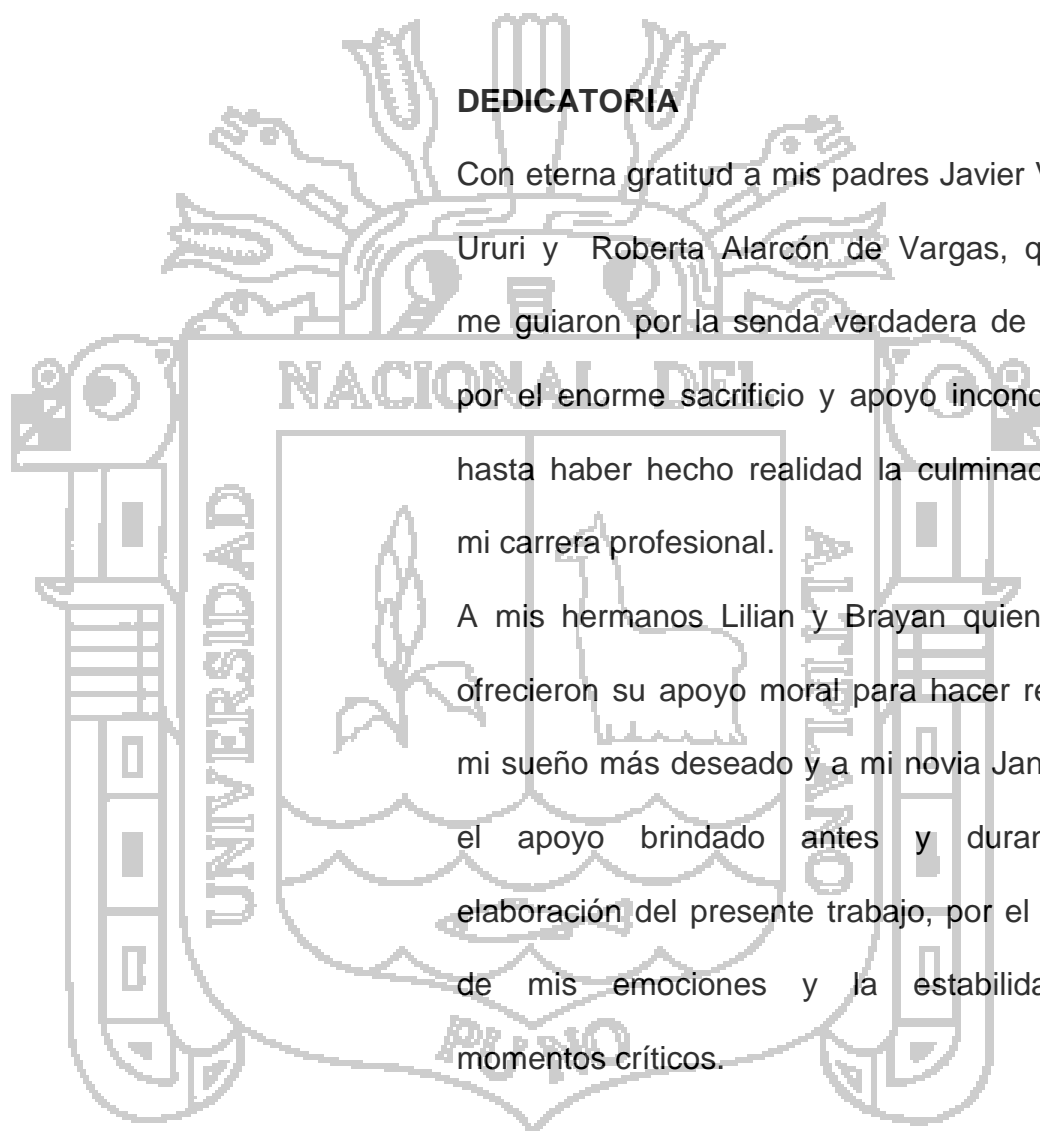 DEDICATORIA
Con eterna gratitud a mis padres Javier
Ururi y Roberta Alarcón de Vargas,
me guiaron por la senda verdadera de
por el enorme sacrificio y apoyo
hasta haber hecho realidad la
mi carrera profesional.
A mis hermanos Lilian y Brayan
ofrecieron su apoyo moral para hacer
mi sueño más deseado y a mi novia
el apoyo brindado antes y
elaboración del presente trabajo, por el
de mis emociones y la
momentos críticos.
UNIVERSIDAD
NACIONAL DEL
ALTIPLANO
PUNO